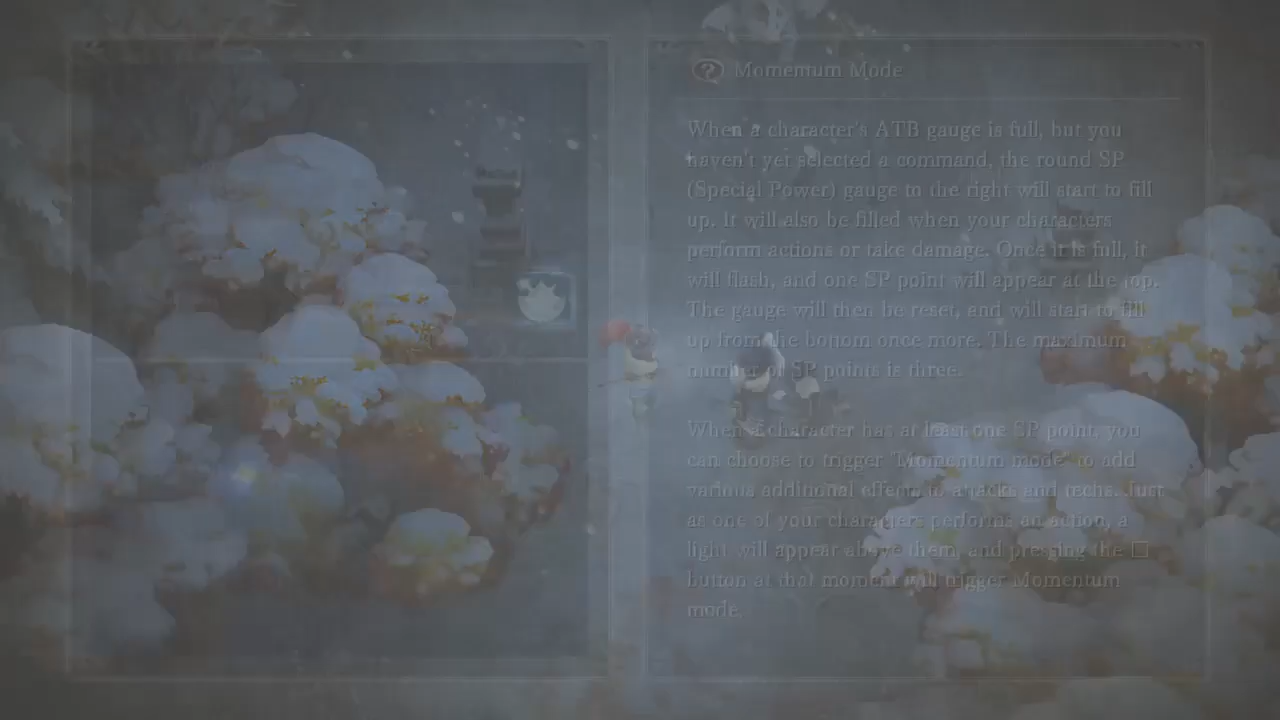 Momentum Mode
When a character's ATB gauge is full, but you
haven't yet selected a command, the round SP
(Special Power) gauge to the right will start to fill
up. It will also be filled when your characters
perform actions or take damage. Once it is full, it
will flash, and one SP point will appear at the top.
The gauge will then be reset, and will start to fill
up from the bottom once more. The maximum
number of SP points is three.
When a character has at least one SP point, you
can choose to trigger 'Momentum mode' to add
various additional effects to attacks and techs. Just
as one of your characters performs an action, a
light will appear above them, and pressing the □
button at that moment will trigger Momentum
mode.